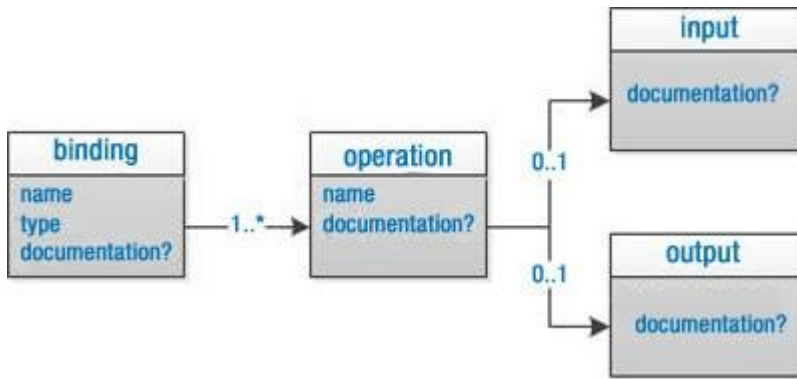 binding
name
type
documentation?
1..*
operation
name
documentation?
0..1
input
documentation?
0..1
output
documentation?